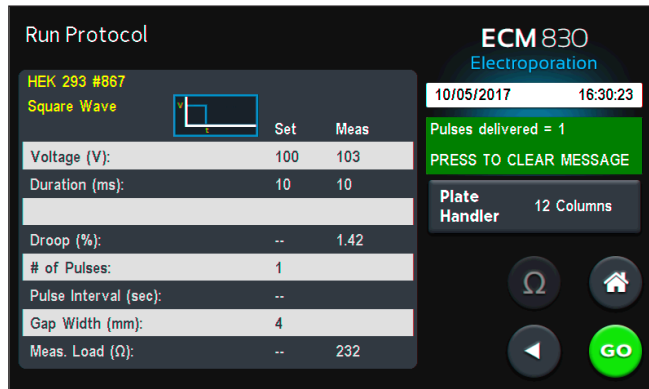 Run Protocol
ECM 830
Electroporation
HEK 293 #867
Square Wave
V
t
Set Meas
10/05/2017 16:30:23
Pulses delivered = 1
PRESS TO CLEAR MESSAGE
Voltage (V): 100 103
Duration (ms): 10 10
Plate Handler 12 Columns
Droop (%): -- 1.42
# of Pulses: 1
Pulse Interval (sec): --
Gap Width (mm): 4
Meas. Load (Ω): -- 232
Ω
GO